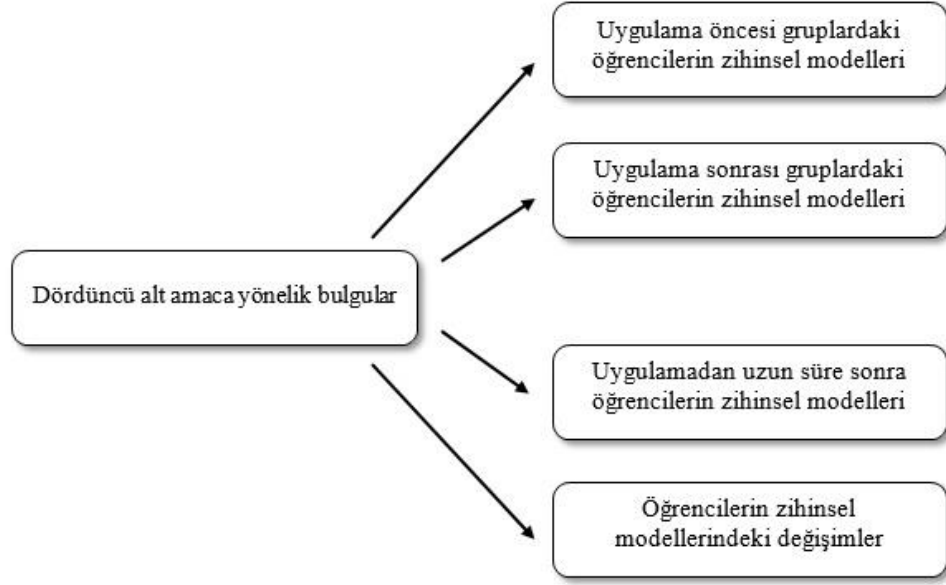 Uygulama öncesi gruplardaki
öğrencilerin zihinsel modelleri
Uygulama sonrası gruplardaki
öğrencilerin zihinsel modelleri
Dördüncü alt amaca yönelik bulgular
Uygulamadan uzun süre sonra
öğrencilerin zihinsel modelleri
Öğrencilerin zihinsel
modellerindeki değişimler